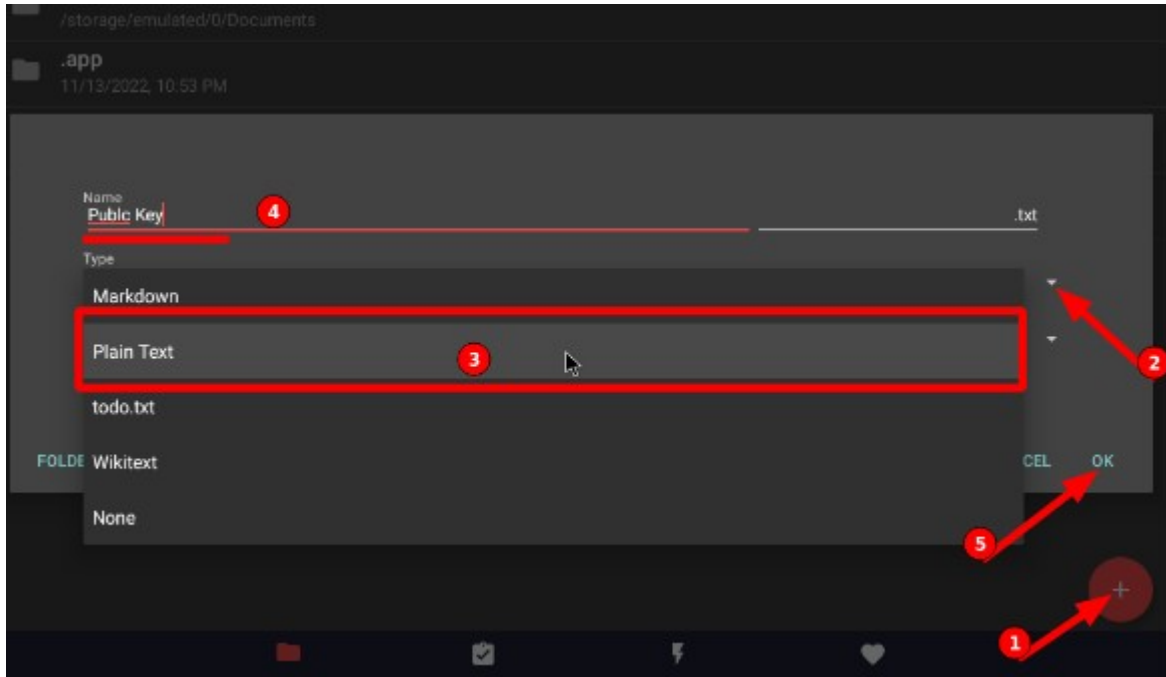 /storage/emulated/0/Documents
.app
11/13/2022, 10:53 PM
Name
Publc Key
4
.txt
Type
Markdown
Plain Text
3
2
todo.txt
FOLDE
Wikitext
CEL
OK
None
5
+
1